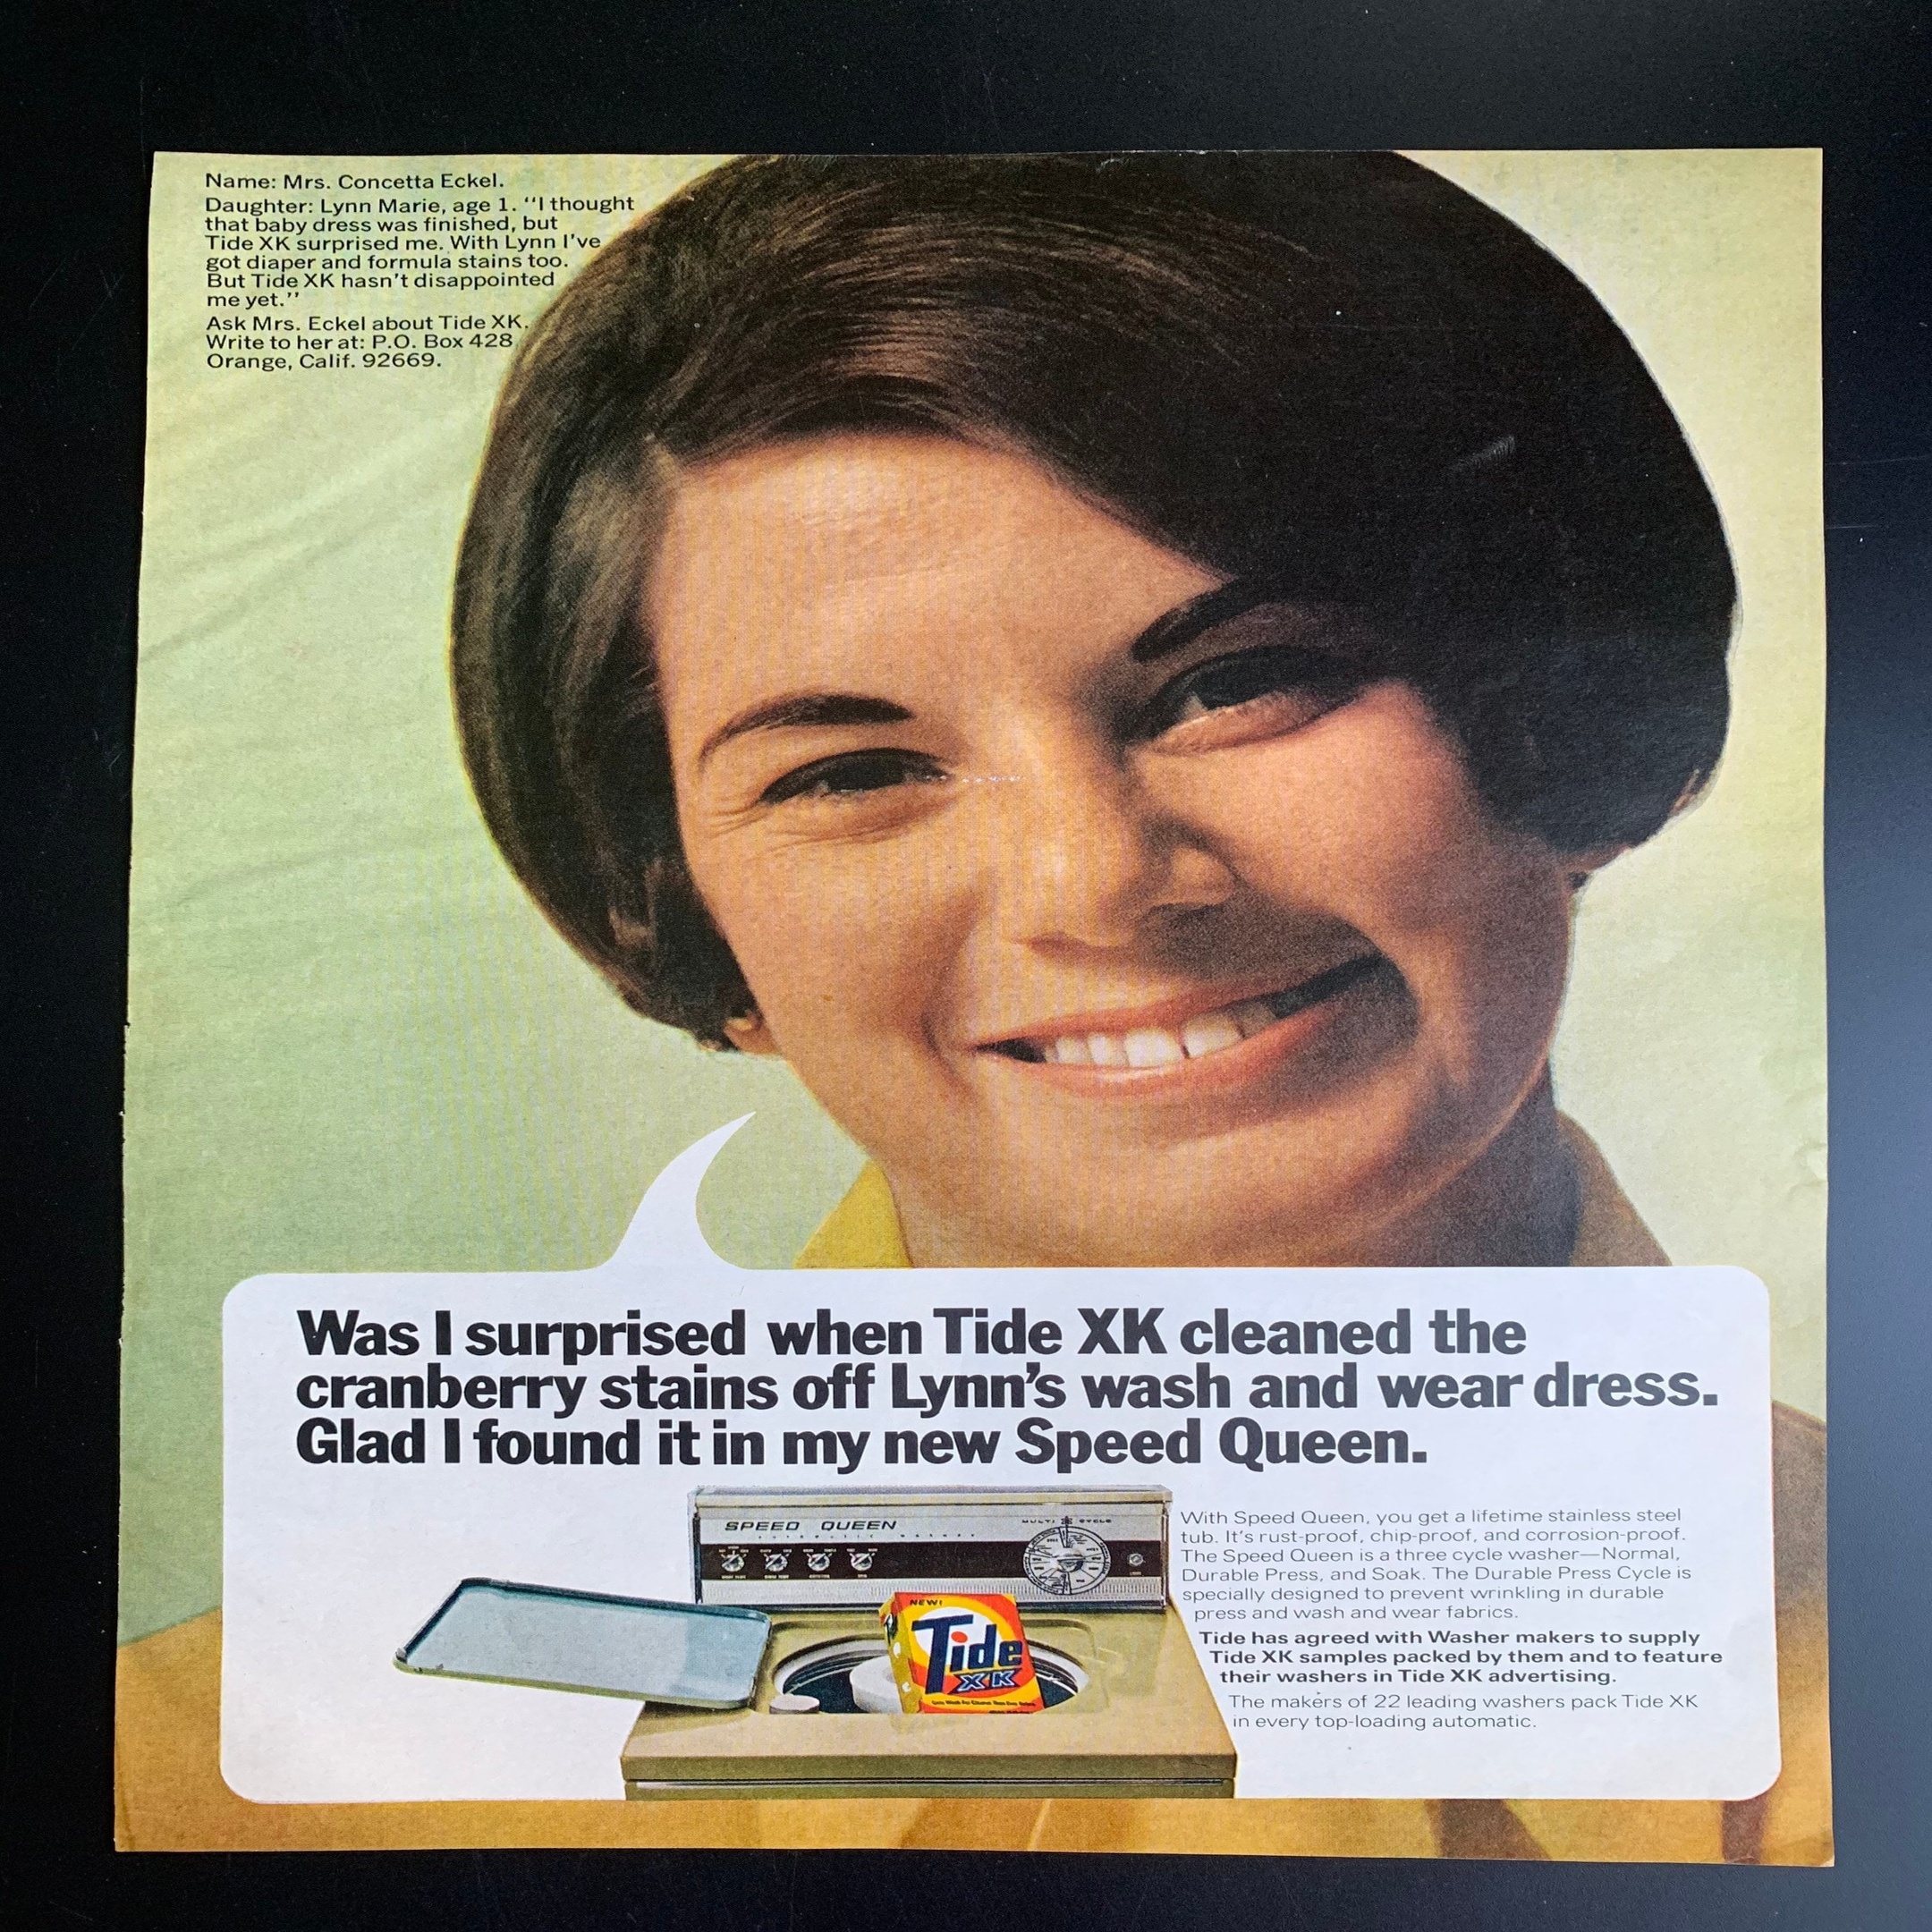 Name: Mrs. Concetta Eckel.
Daughter: Lynn Marie, age 1. "I thought
that baby dress was finished, but
Tide XK surprised me. With Lynn I've
got diaper and formula stains too.
But Tide XK hasn't disappointed
me yet."
Ask Mrs. Eckel about Tide XK.
Write to her at: P.O. Box 428,
Orange, Calif. 92669.
Was I surprised when Tide XK cleaned the
cranberry stains off Lynn's wash and wear dress.
Glad I found it in my new Speed Queen.
SPEED QUEEN
MULTI CYCLE
NEW!
Tide
XK
With Speed Queen, you get a lifetime stainless steel
tub. It's rust-proof, chip-proof, and corrosion-proof.
The Speed Queen is a three cycle washer—Normal,
Durable Press, and Soak. The Durable Press Cycle is
specially designed to prevent wrinkling in durable
press and wash and wear fabrics.
Tide has agreed with Washer makers to supply
Tide XK samples packed by them and to feature
their washers in Tide XK advertising.
The makers of 22 leading washers pack Tide XK
in every top-loading automatic.